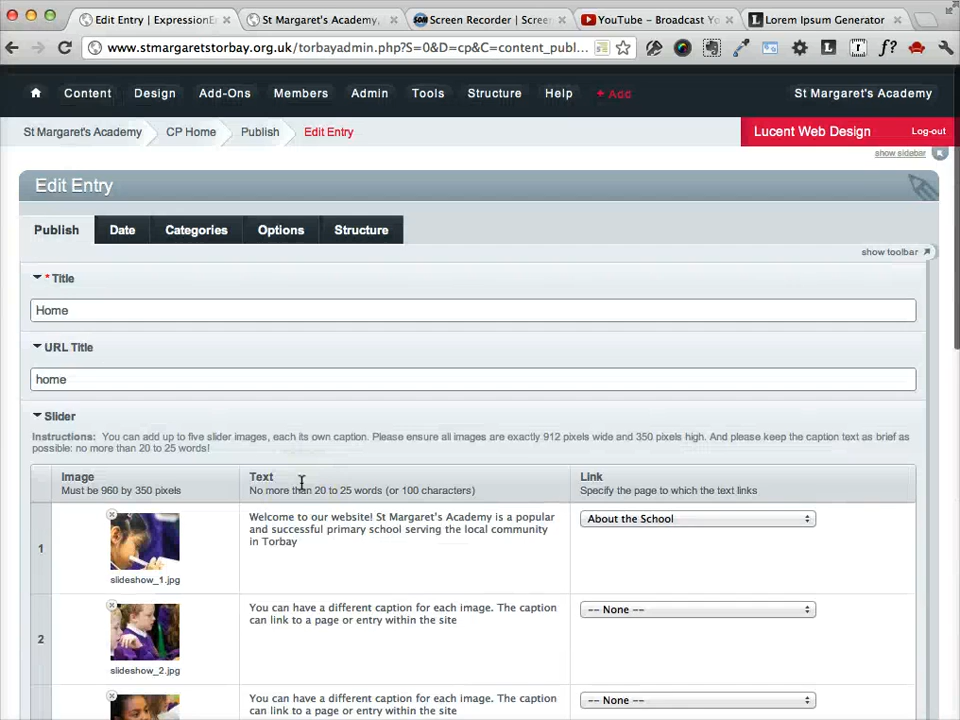 Edit Entry | ExpressionE
St Margaret's Academy,
SOM Screen Recorder | Scree
YouTube – Broadcast Yo
L Lorem Ipsum Generator
www.stmargaretstorbay.org.uk/torbayadmin.php?S=0&D=cp&C=content_publ...
L
f?
Content
Design
Add-Ons
Members
Admin
Tools
Structure
Help
+ Add
St Margaret's Academy
St Margaret's Academy
CP Home
Publish
Edit Entry
Lucent Web Design
Log-out
show sidebar
Edit Entry
Publish
Date
Categories
Options
Structure
show toolbar
* Title
Home
URL Title
home
Slider
Instructions: You can add up to five slider images, each its own caption. Please ensure all images are exactly 912 pixels wide and 350 pixels high. And please keep the caption text as brief as
possible: no more than 20 to 25 words!
Image
Must be 960 by 350 pixels
Text
No more than 20 to 25 words (or 100 characters)
Link
Specify the page to which the text links
1
slideshow_1.jpg
Welcome to our website! St Margaret's Academy is a popular
and successful primary school serving the local community
in Torbay
About the School
2
slideshow_2.jpg
You can have a different caption for each image. The caption
can link to a page or entry within the site
-- None --
You can have a different caption for each image. The caption
can link to a page or entry within the site
-- None --